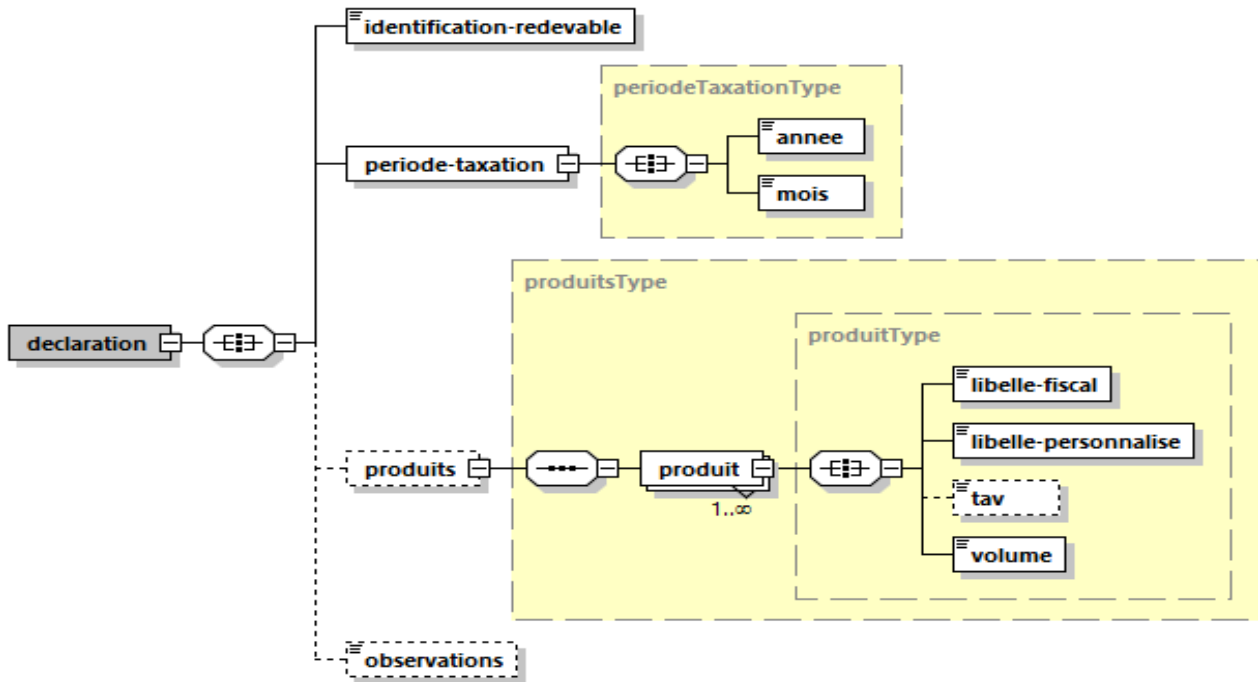 identification-redevable
periodeTaxationType
annee
periode-taxation
mois
produitsType
produitType
declaration
libelle-fiscal
libelle-personnalise
produits
produit
tav
1..∞
volume
observations